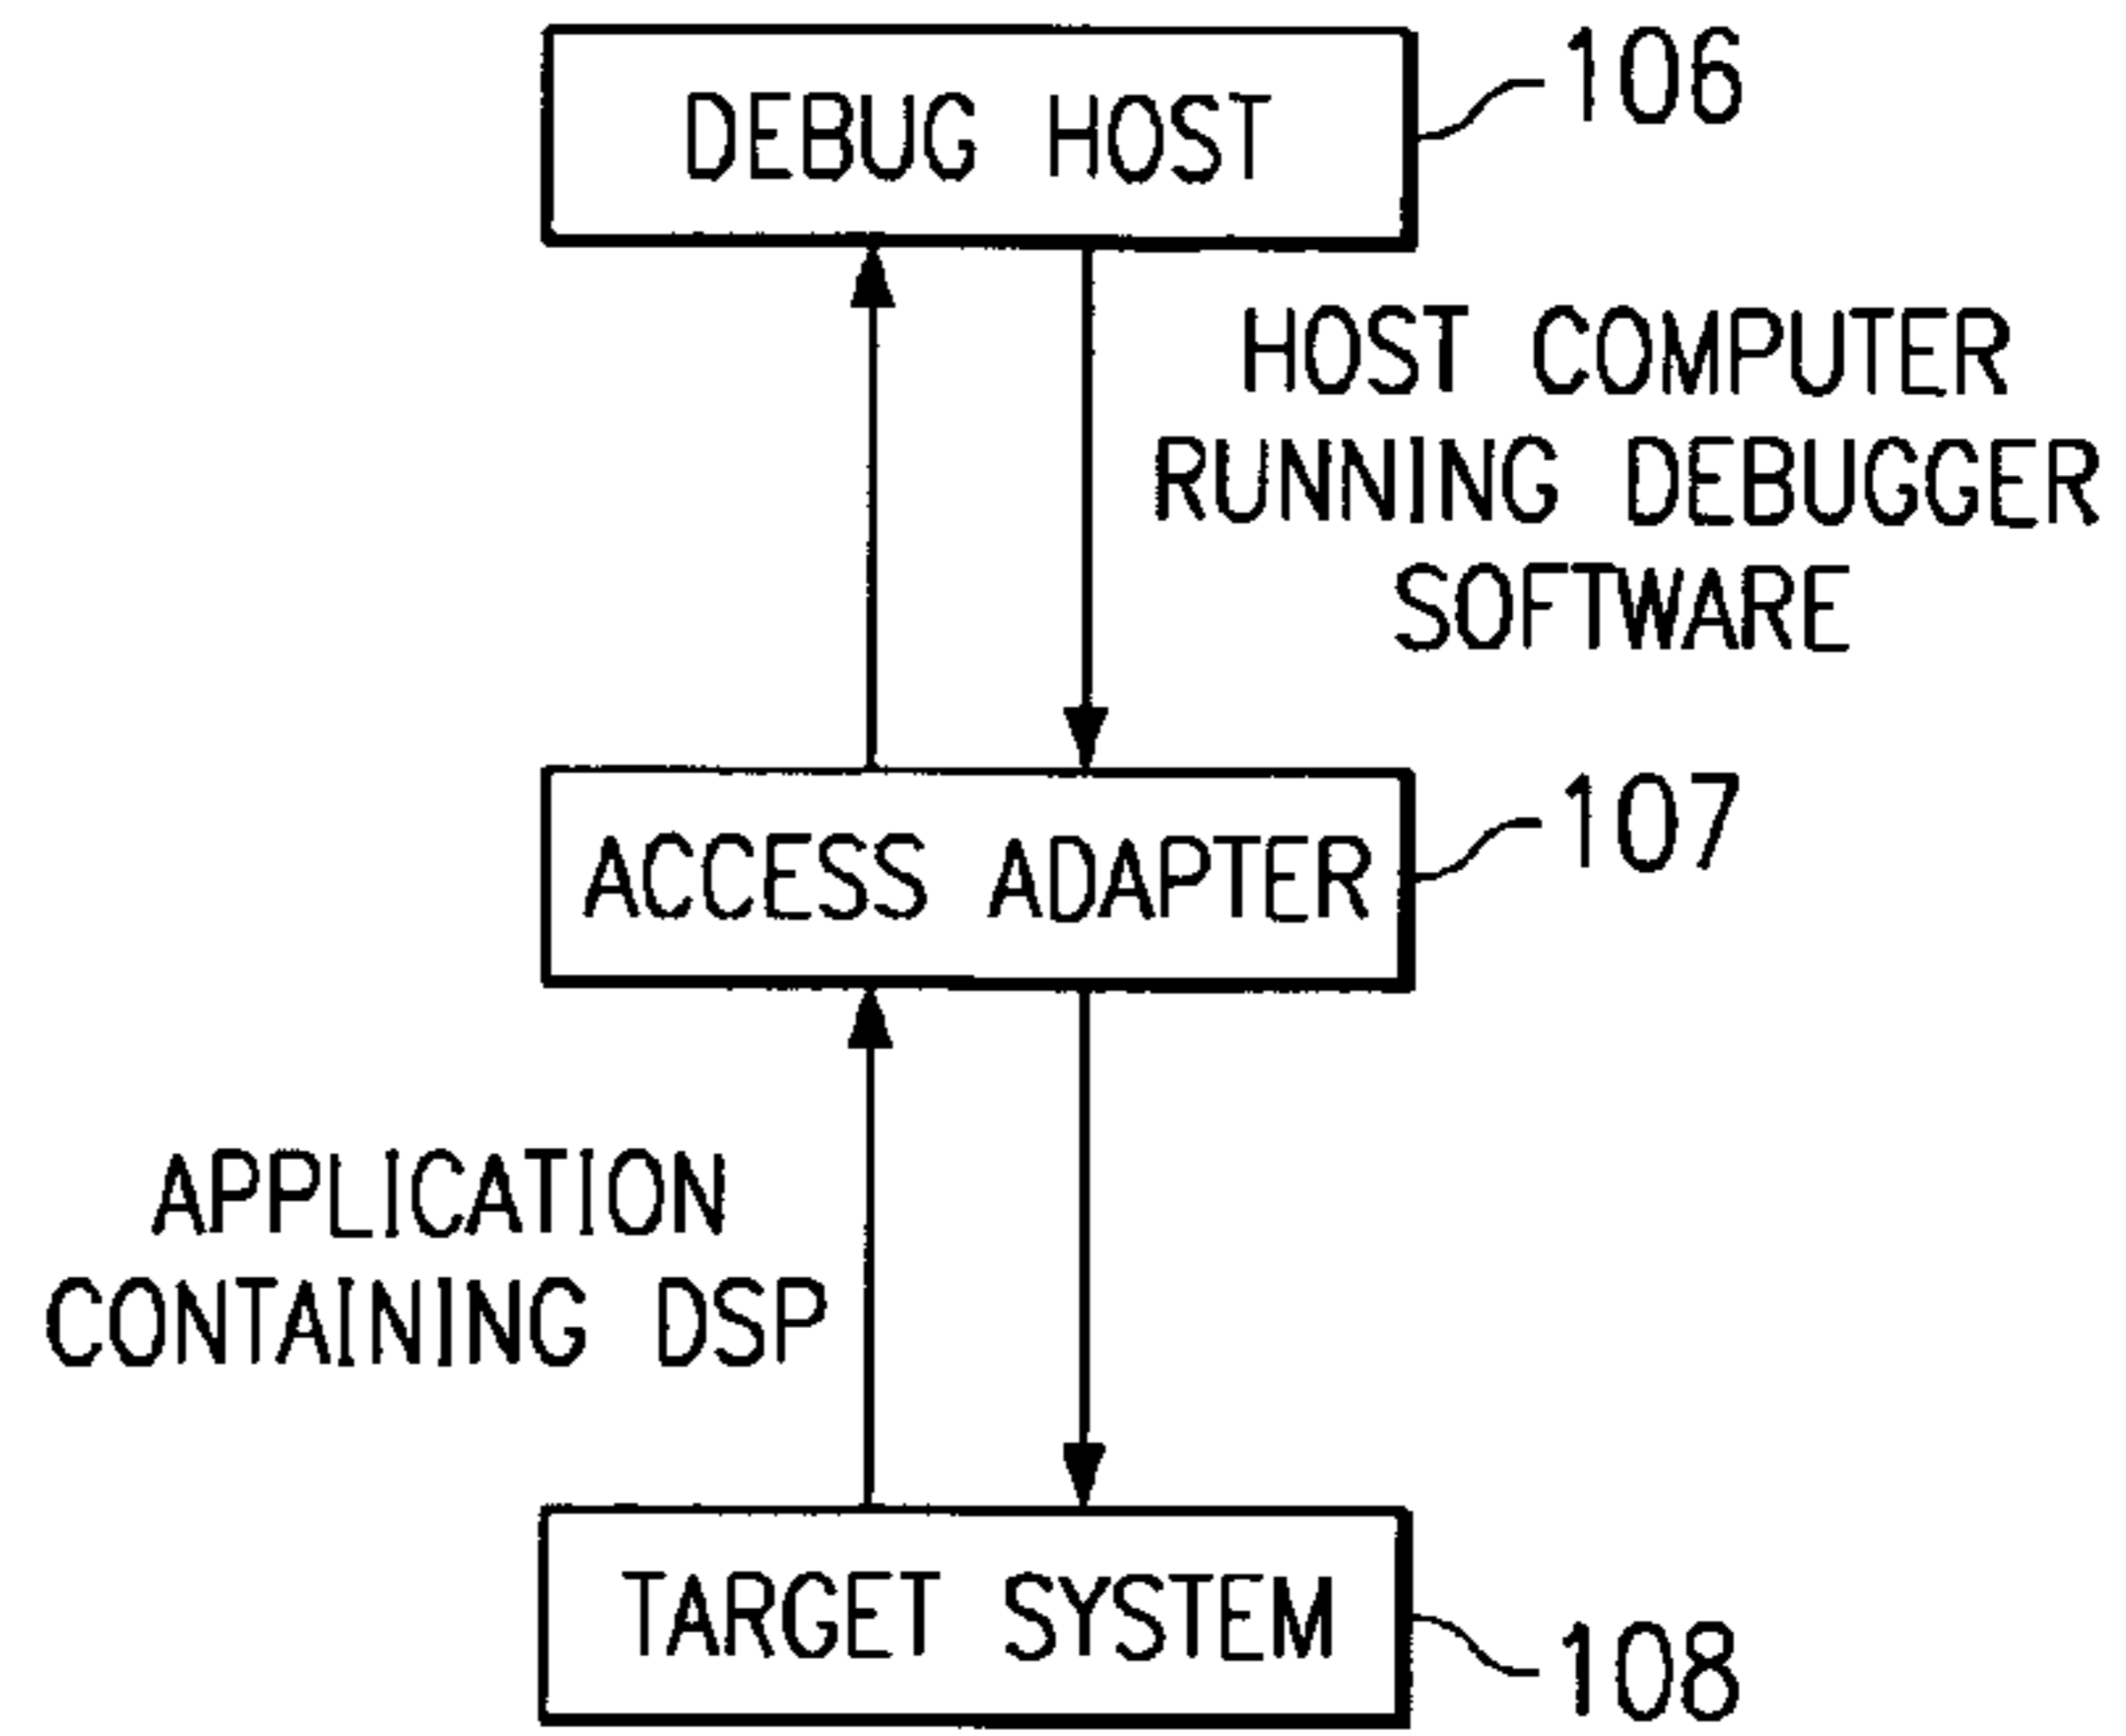 DEBUG HOST
106
HOST COMPUTER
RUNNING DEBUGGER
SOFTWARE
ACCESS ADAPTER
107
APPLICATION
CONTAINING DSP
TARGET SYSTEM
108